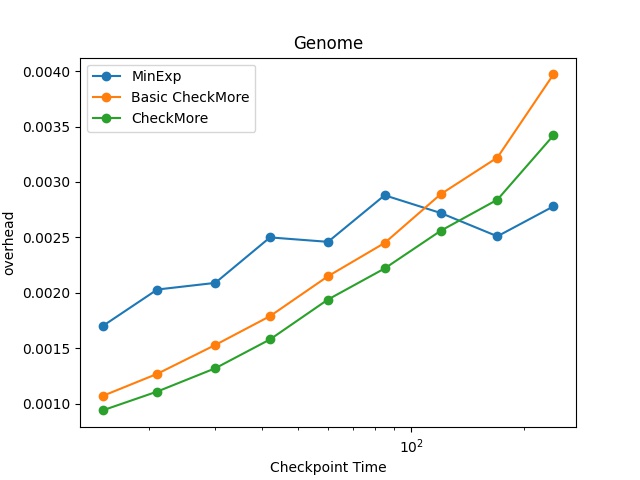 Genome
MinExp
Basic CheckMore
CheckMore
0.0040
0.0035
0.0030
0.0025
0.0020
0.0015
0.0010
overhead
10²
Checkpoint Time